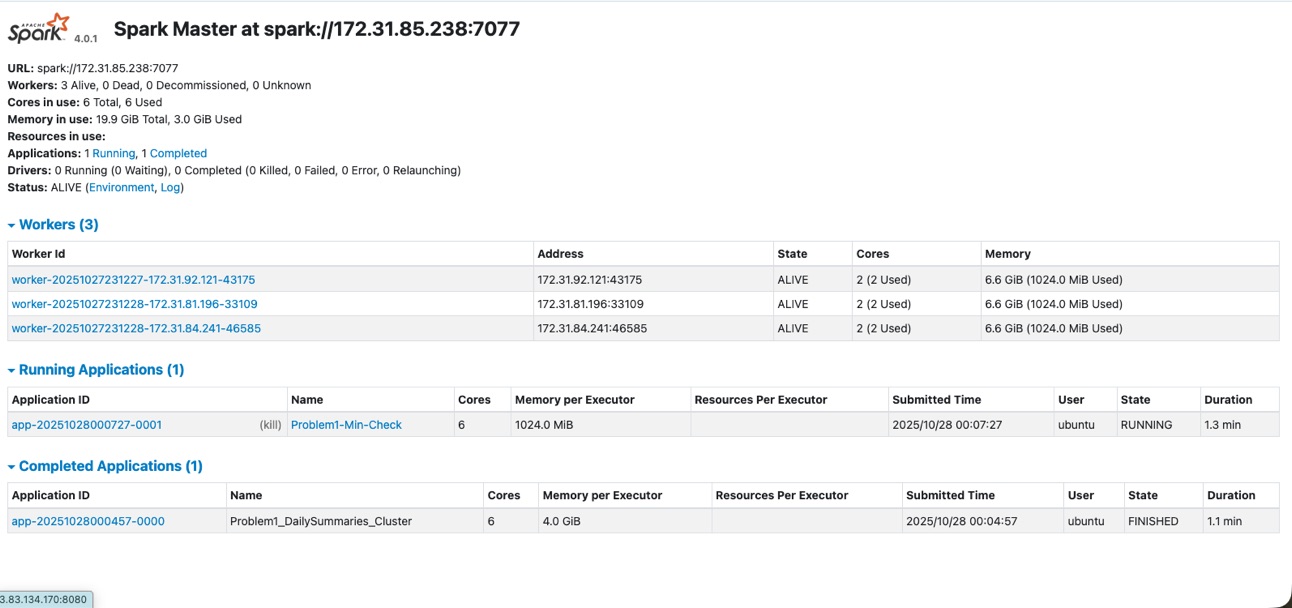 APACHE
Spark 4.0.1 Spark Master at spark://172.31.85.238:7077
URL: spark://172.31.85.238:7077
Workers: 3 Alive, 0 Dead, 0 Decommissioned, 0 Unknown
Cores in use: 6 Total, 6 Used
Memory in use: 19.9 GiB Total, 3.0 GiB Used
Resources in use:
Applications: 1 Running, 1 Completed
Drivers: 0 Running (0 Waiting), 0 Completed (0 Killed, 0 Failed, 0 Error, 0 Relaunching)
Status: ALIVE (Environment, Log)
Workers (3)
Worker Id Address State Cores Memory
worker-20251027231227-172.31.92.121-43175 172.31.92.121:43175 ALIVE 2 (2 Used) 6.6 GiB (1024.0 MiB Used)
worker-20251027231228-172.31.81.196-33109 172.31.81.196:33109 ALIVE 2 (2 Used) 6.6 GiB (1024.0 MiB Used)
worker-20251027231228-172.31.84.241-46585 172.31.84.241:46585 ALIVE 2 (2 Used) 6.6 GiB (1024.0 MiB Used)
Running Applications (1)
Application ID Name Cores Memory per Executor Resources Per Executor Submitted Time User State Duration
app-20251028000727-0001 (kill) Problem1-Min-Check 6 1024.0 MiB 2025/10/28 00:07:27 ubuntu RUNNING 1.3 min
Completed Applications (1)
Application ID Name Cores Memory per Executor Resources Per Executor Submitted Time User State Duration
app-20251028000457-0000 Problem1_DailySummaries_Cluster 6 4.0 GiB 2025/10/28 00:04:57 ubuntu FINISHED 1.1 min
3.83.134.170:8080